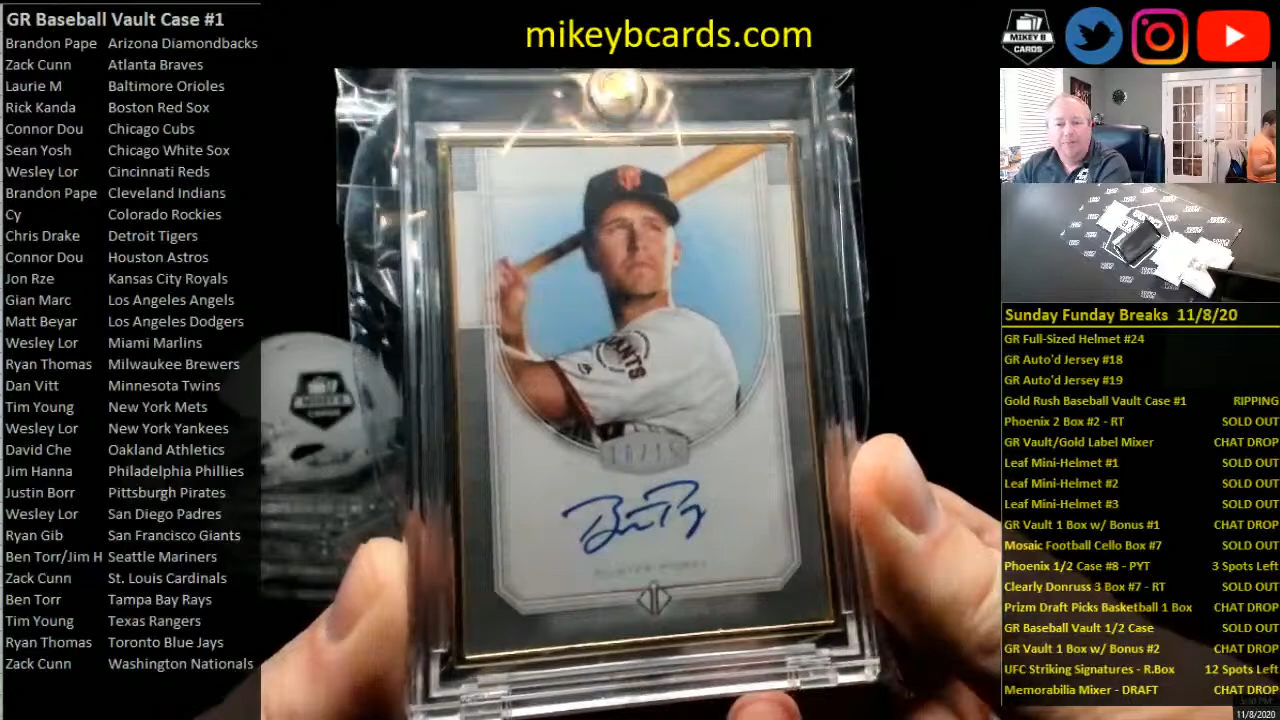 GR Baseball Vault Case #1
Brandon Pape Arizona Diamondbacks
Zack Cunn Atlanta Braves
Laurie M Baltimore Orioles
Rick Kanda Boston Red Sox
Connor Dou Chicago Cubs
Sean Yosh Chicago White Sox
Wesley Lor Cincinnati Reds
Brandon Pape Cleveland Indians
Cy Colorado Rockies
Chris Drake Detroit Tigers
Connor Dou Houston Astros
Jon Rze Kansas City Royals
Gian Marc Los Angeles Angels
Matt Beyar Los Angeles Dodgers
Wesley Lor Miami Marlins
Ryan Thomas Milwaukee Brewers
Dan Vitt Minnesota Twins
Tim Young New York Mets
Wesley Lor New York Yankees
David Che Oakland Athletics
Jim Hanna Philadelphia Phillies
Justin Borr Pittsburgh Pirates
Wesley Lor San Diego Padres
Ryan Gib San Francisco Giants
Ben Torr/Jim H Seattle Mariners
Zack Cunn St. Louis Cardinals
Ben Torr Tampa Bay Rays
Tim Young Texas Rangers
Ryan Thomas Toronto Blue Jays
Zack Cunn Washington Nationals
mikeybcards.com
GIANTS
MIKEY B
CARDS
Sunday Funday Breaks 11/8/20
GR Full-Sized Helmet #24
GR Auto'd Jersey #18
GR Auto'd Jersey #19
Gold Rush Baseball Vault Case #1 RIPPING
Phoenix 2 Box #2 - RT SOLD OUT
GR Vault/Gold Label Mixer CHAT DROP
Leaf Mini-Helmet #1 SOLD OUT
Leaf Mini-Helmet #2 SOLD OUT
Leaf Mini-Helmet #3 SOLD OUT
GR Vault 1 Box w/ Bonus #1 CHAT DROP
Mosaic Football Cello Box #7 SOLD OUT
Phoenix 1/2 Case #8 - PYT 3 Spots Left
Clearly Donruss 3 Box #7 - RT SOLD OUT
Prizm Draft Picks Basketball 1 Box CHAT DROP
GR Baseball Vault 1/2 Case SOLD OUT
GR Vault 1 Box w/ Bonus #2 CHAT DROP
UFC Striking Signatures - R.Box 12 Spots Left
Memorabilia Mixer - DRAFT CHAT DROP
11/8/2020